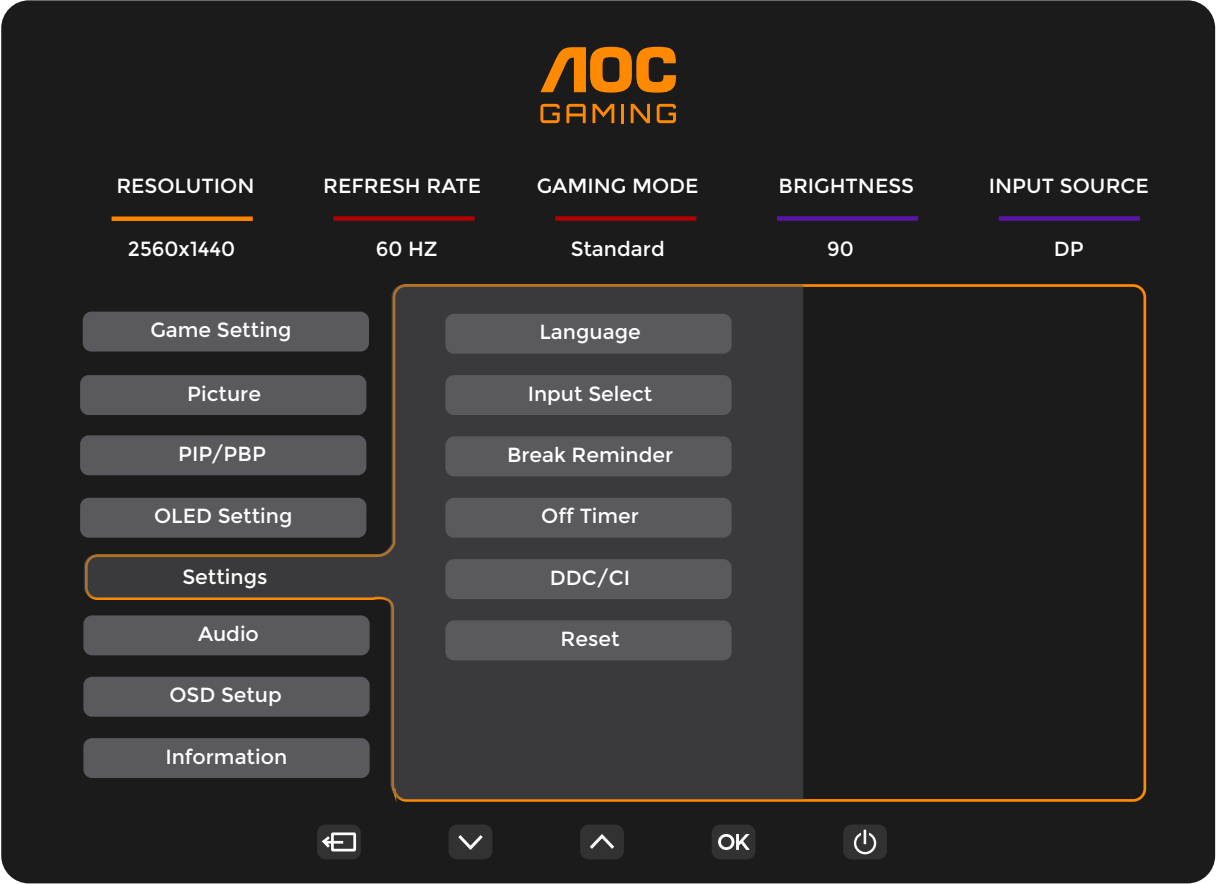 AOC
GAMING
RESOLUTION REFRESH RATE GAMING MODE BRIGHTNESS INPUT SOURCE
2560x1440 60 HZ Standard 90 DP
Game Setting
Picture
PIP/PBP
OLED Setting
Settings
Audio
OSD Setup
Information
Language
Input Select
Break Reminder
Off Timer
DDC/CI
Reset
OK